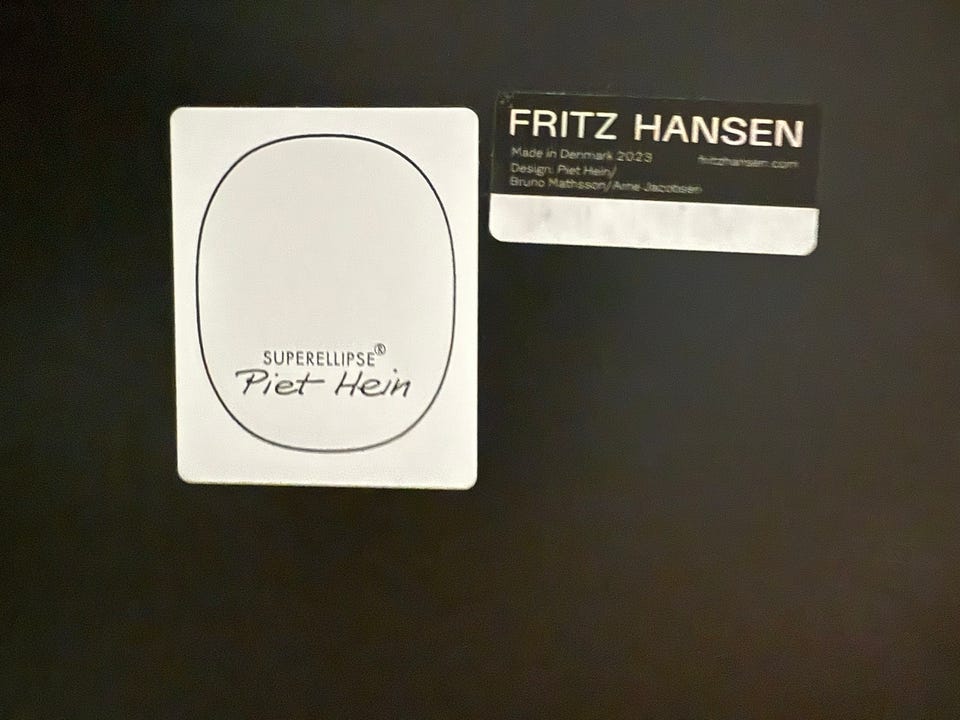 SUPERELLIPSE®
Piet Hein
FRITZ HANSEN
Made in Denmark 2023 fritzhansen.com
Design: Piet Hein/
Bruno Mathsson/Arne Jacobsen